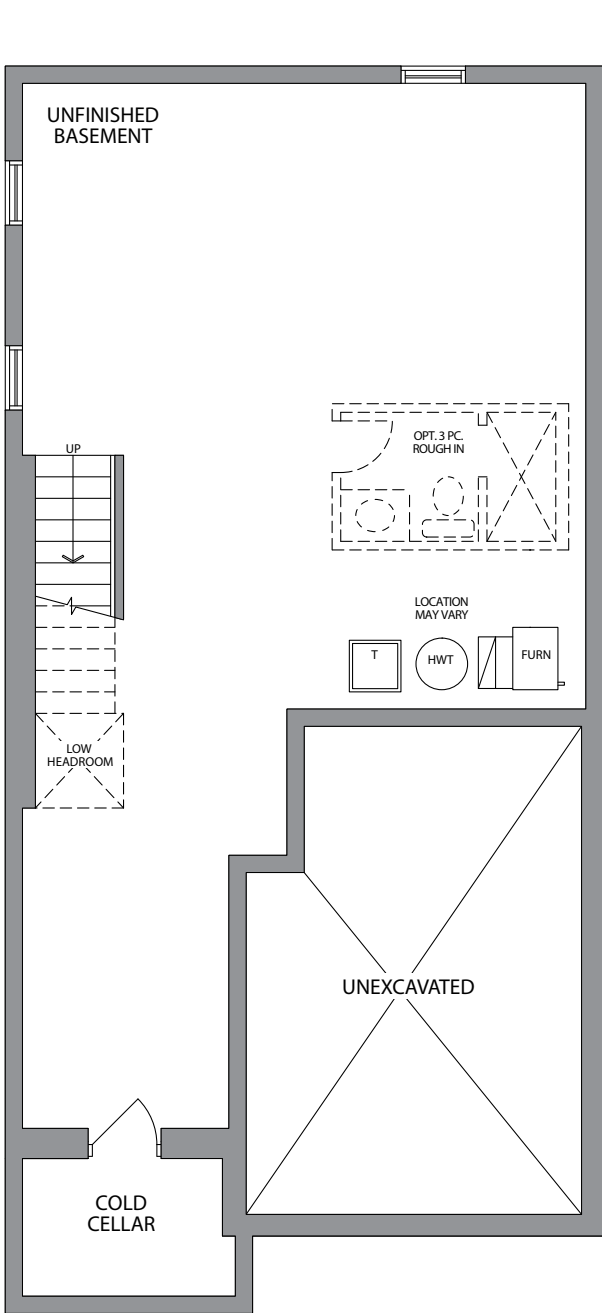 UNFINISHED
BASEMENT
OPT. 3 PC.
ROUGH IN
UP
LOCATION
MAY VARY
T
HWT
FURN
LOW
HEADROOM
UNEXCAVATED
COLD
CELLAR